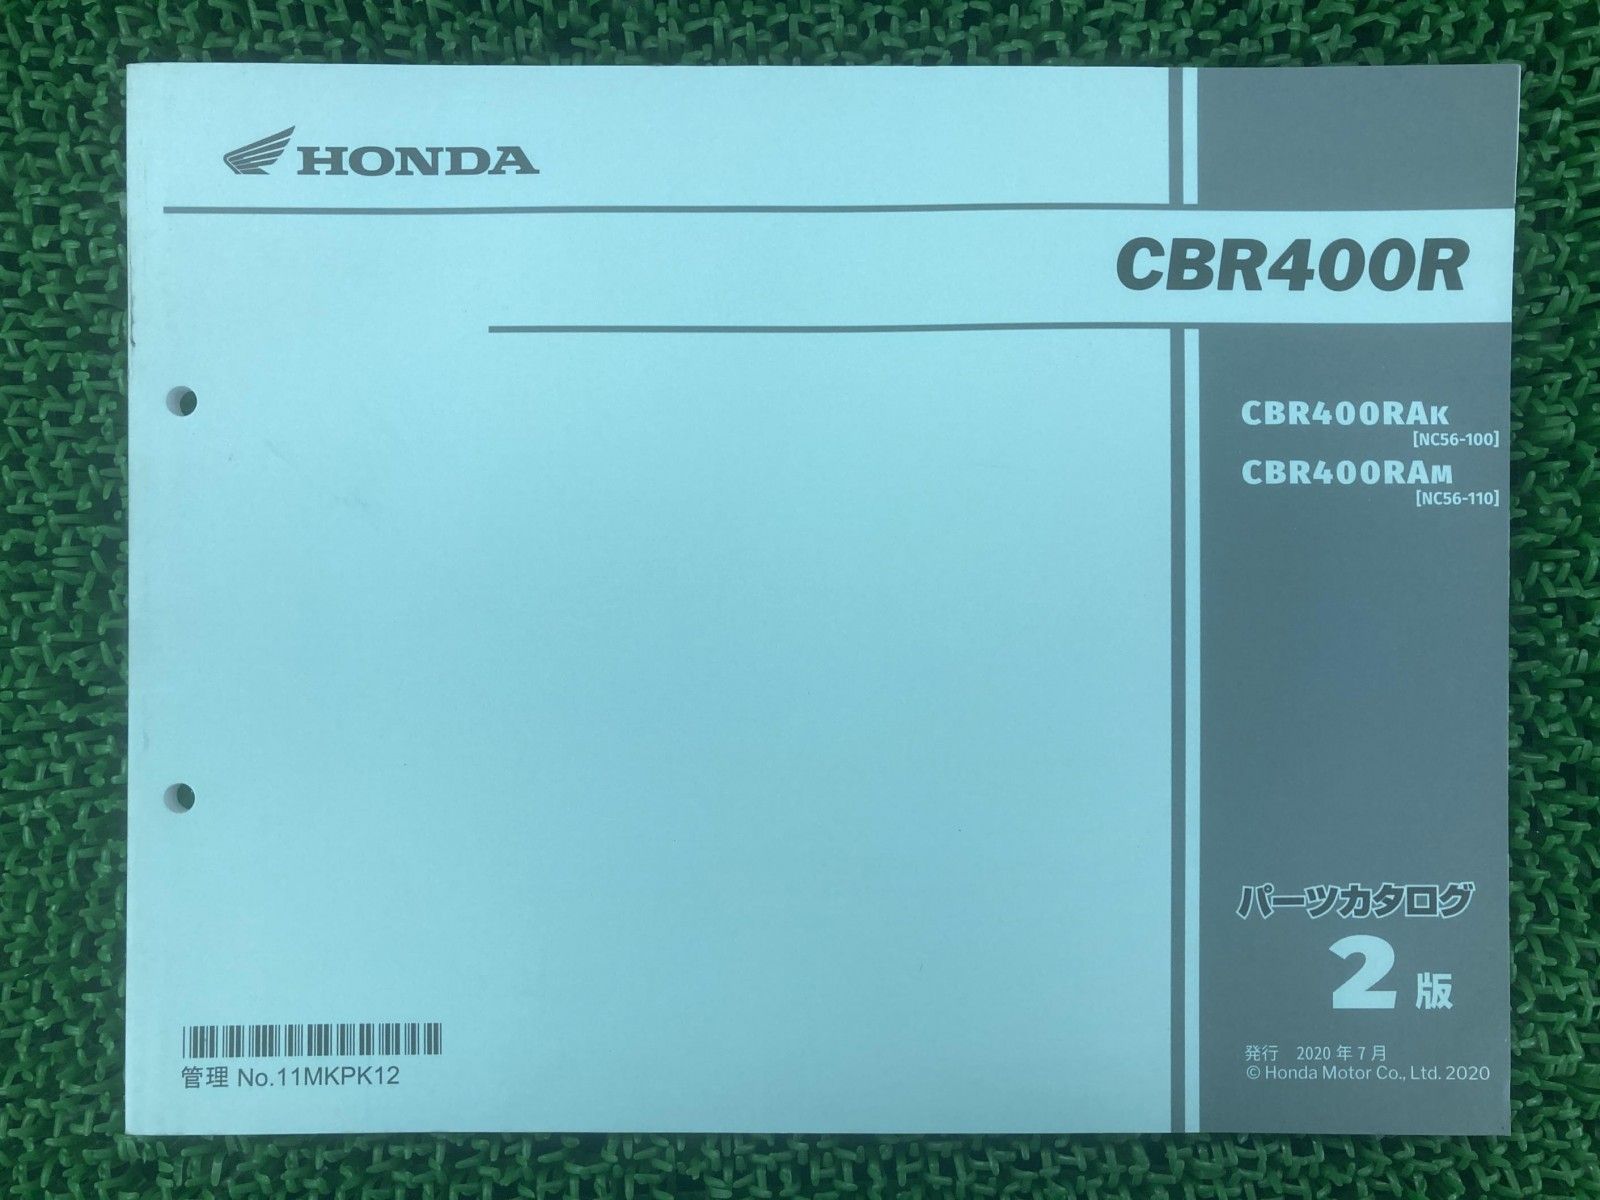 HONDA
CBR400R
CBR400RAK
[NC56-100]
CBR400RAM
[NC56-110]
パーツカタログ
2版
発行 2020年7月
© Honda Motor Co., Ltd. 2020
管理 No.11MKPK12